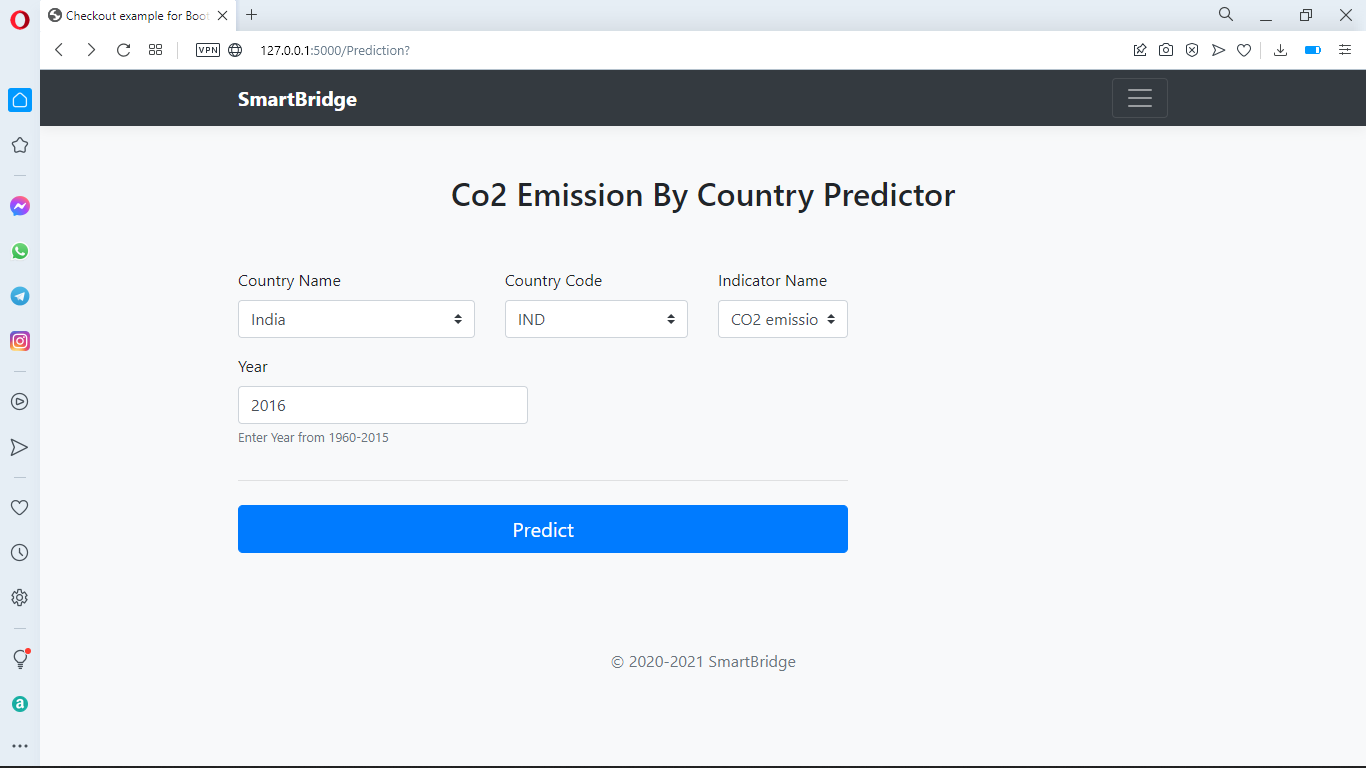 Checkout example for Boot
VPN
127.0.0.1:5000/Prediction?
SmartBridge
Co2 Emission By Country Predictor
Country Name
Country Code
Indicator Name
India
IND
CO2 emissio
Year
2016
Enter Year from 1960-2015
Predict
© 2020-2021 SmartBridge
a